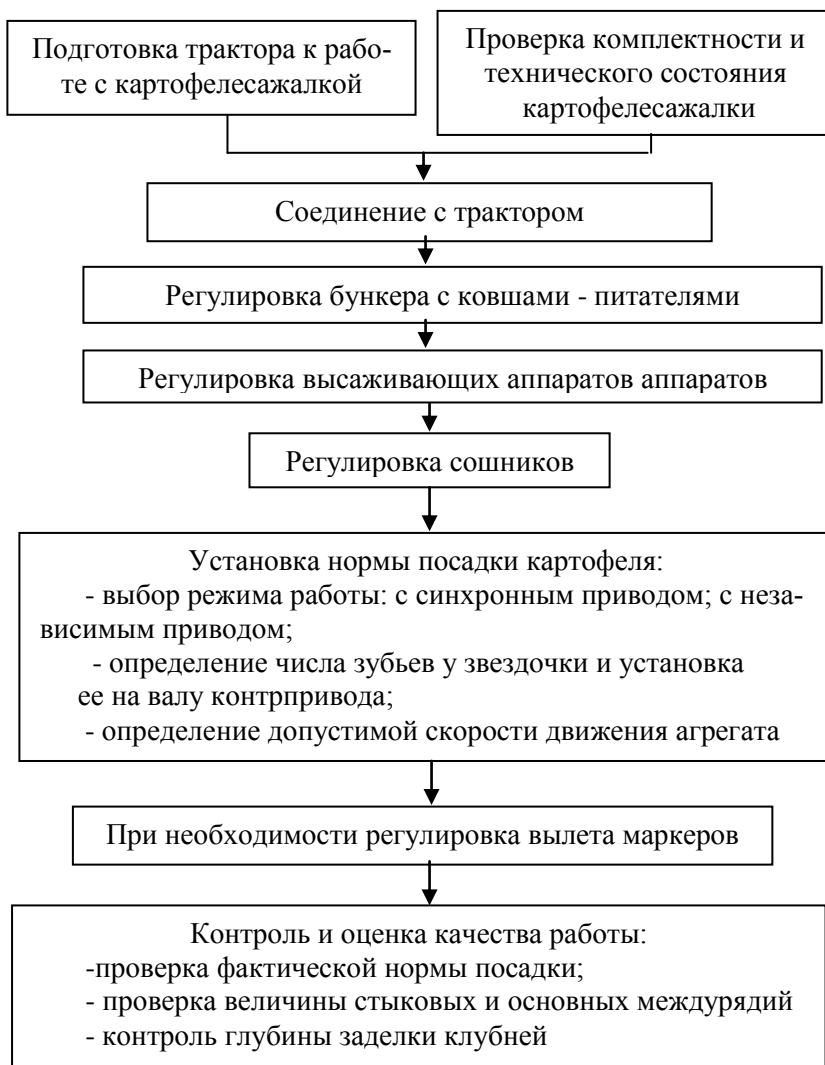 Подготовка трактора к рабо-
те с картофелесажалкой
Проверка комплектности и
технического состояния
картофелесажалки
Соединение с трактором
Регулировка бункера с ковшами - питателями
Регулировка высаживающих аппаратов аппаратов
Регулировка сошников
Установка нормы посадки картофеля:
- выбор режима работы: с синхронным приводом; с неза-
висимым приводом;
- определение числа зубьев у звездочки и установка
ее на валу контрпривода;
- определение допустимой скорости движения агрегата
При необходимости регулировка вылета маркеров
Контроль и оценка качества работы:
-проверка фактической нормы посадки;
- проверка величины стыковых и основных междурядий
- контроль глубины заделки клубней